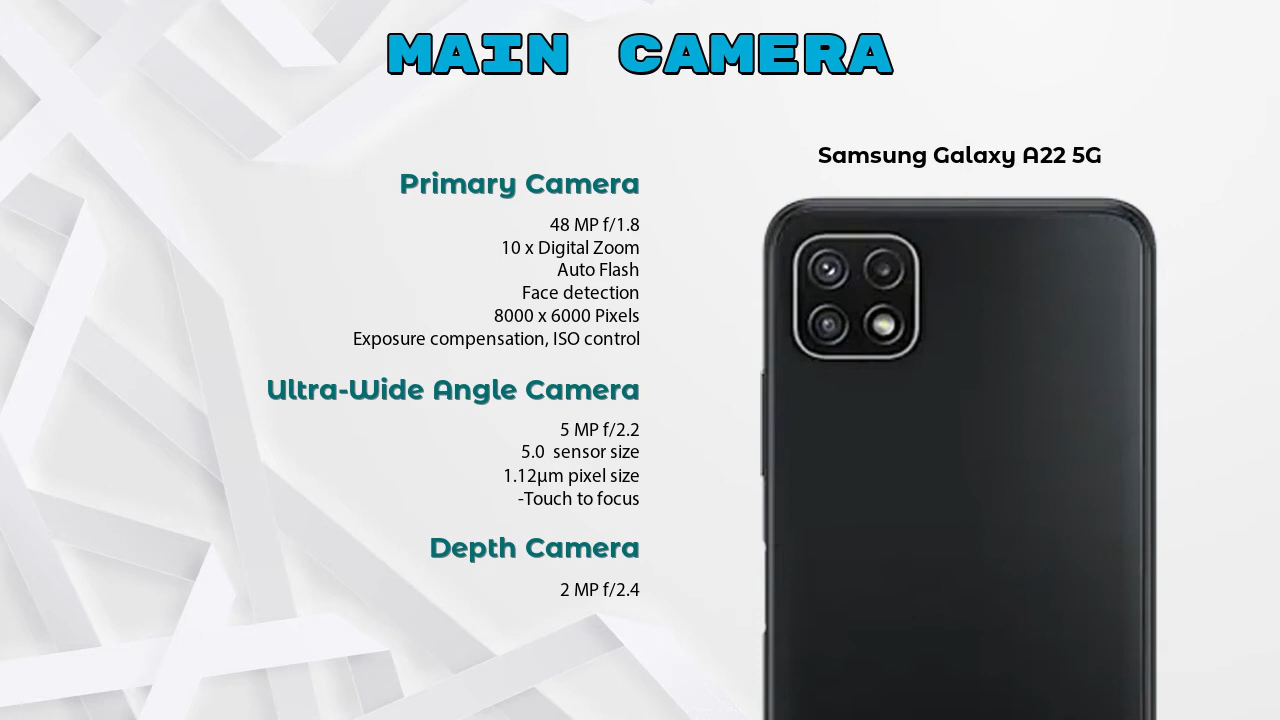 MAIN CAMERA
Samsung Galaxy A22 5G
Primary Camera
48 MP f/1.8
10 x Digital Zoom
Auto Flash
Face detection
8000 x 6000 Pixels
Exposure compensation, ISO control
Ultra-Wide Angle Camera
5 MP f/2.2
5.0  sensor size
1.12μm pixel size
-Touch to focus
Depth Camera
2 MP f/2.4